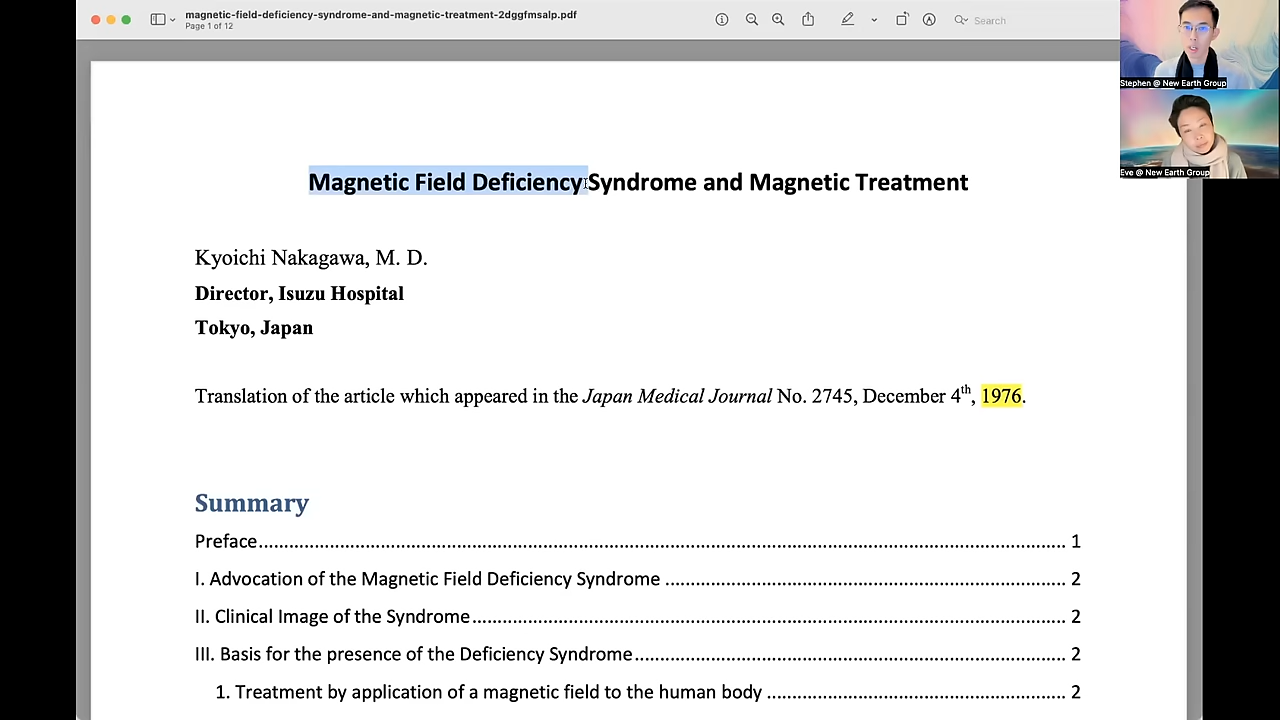 magnetic-field-deficiency-syndrome-and-magnetic-treatment-2dggfmsalp.pdf
Page 1 of 12
Search
Stephen @ New Earth Group
Eve @ New Earth Group
Magnetic Field Deficiency Syndrome and Magnetic Treatment
Kyoichi Nakagawa, M. D.
Director, Isuzu Hospital
Tokyo, Japan
Translation of the article which appeared in the Japan Medical Journal No. 2745, December 4th, 1976.
Summary
Preface.......................................................................................................................... 1
I. Advocation of the Magnetic Field Deficiency Syndrome ............................................................ 2
II. Clinical Image of the Syndrome.................................................................................... 2
III. Basis for the presence of the Deficiency Syndrome................................................................. 2
1. Treatment by application of a magnetic field to the human body .............................................. 2